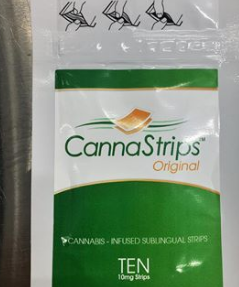 CannaStrips™
Original
CANNABIS - INFUSED SUBLINGUAL STRIPS
TEN
10mg Strips